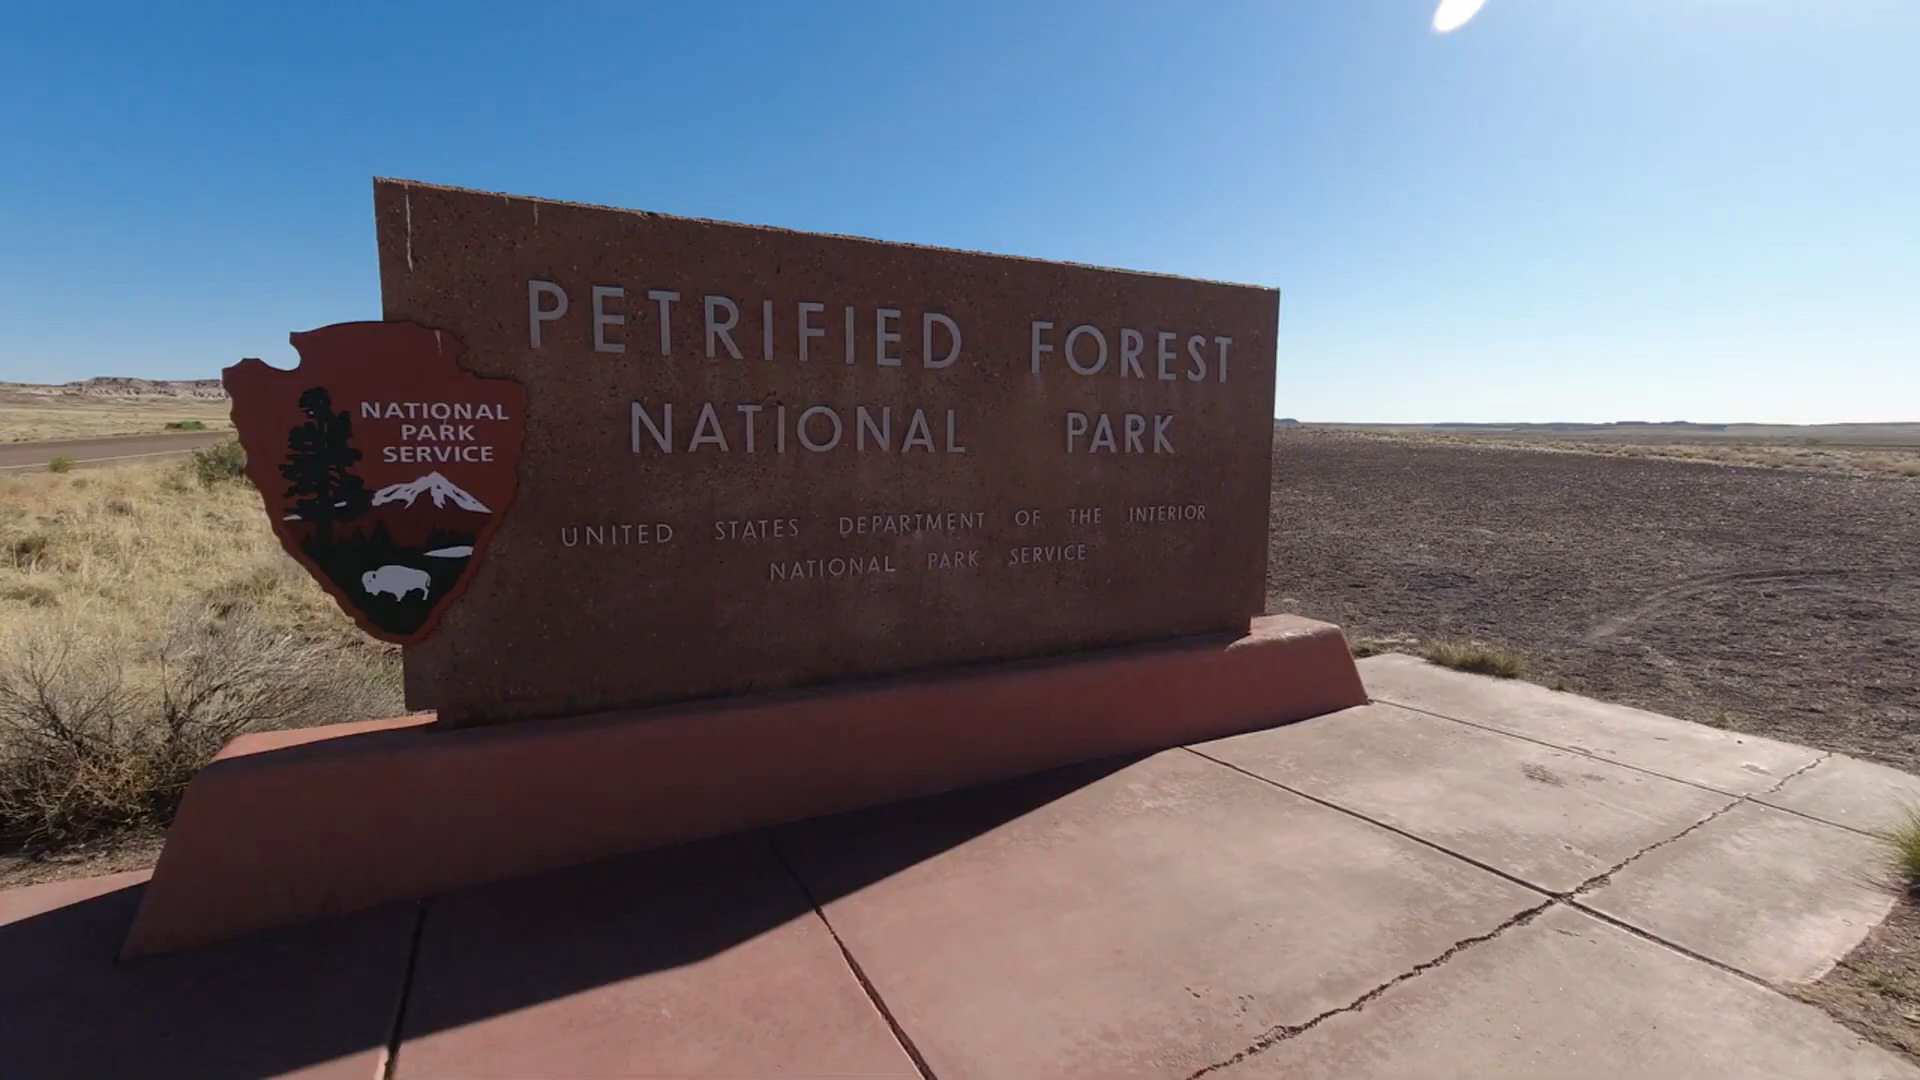 PETRIFIED FOREST
NATIONAL PARK
UNITED STATES DEPARTMENT OF THE INTERIOR
NATIONAL PARK SERVICE
NATIONAL
PARK
SERVICE